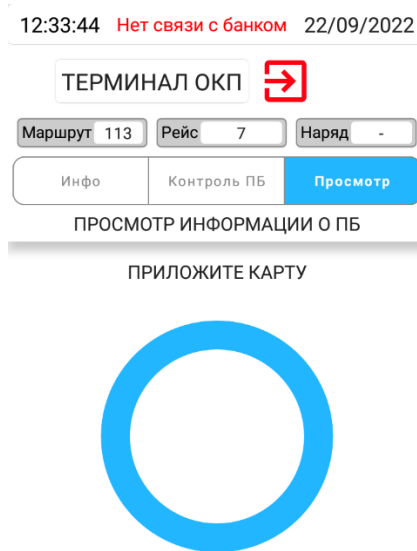 12:33:44 Нет связи с банком 22/09/2022
ТЕРМИНАЛ ОКП
Маршрут 113 Рейс 7 Наряд -
Инфо Контроль ПБ Просмотр
ПРОСМОТР ИНФОРМАЦИИ О ПБ
ПРИЛОЖИТЕ КАРТУ